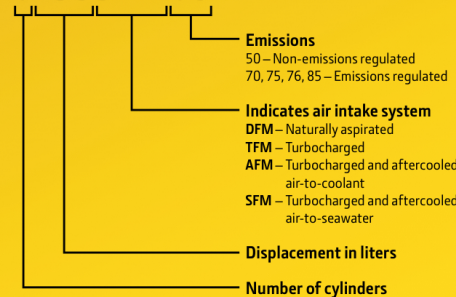 Emissions
50 – Non-emissions regulated
70, 75, 76, 85 – Emissions regulated
Indicates air intake system
DFM – Naturally aspirated
TFM – Turbocharged
AFM – Turbocharged and aftercooled
air-to-coolant
SFM – Turbocharged and aftercooled
air-to-seawater
Displacement in liters
Number of cylinders